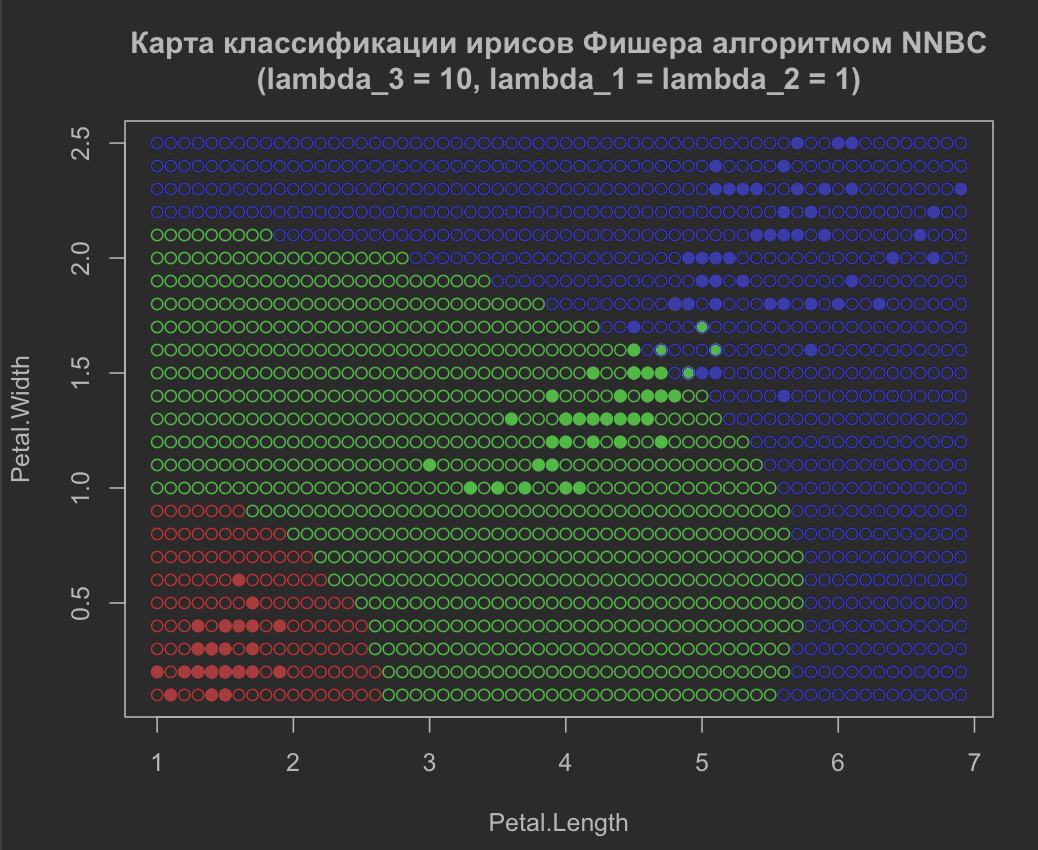 Карта классификации ирисов Фишера алгоритмом NNBC
(lambda_3 = 10, lambda_1 = lambda_2 = 1)
Petal.Width
2.5
2.0
1.5
1.0
0.5
1 2 3 4 5 6 7
Petal.Length